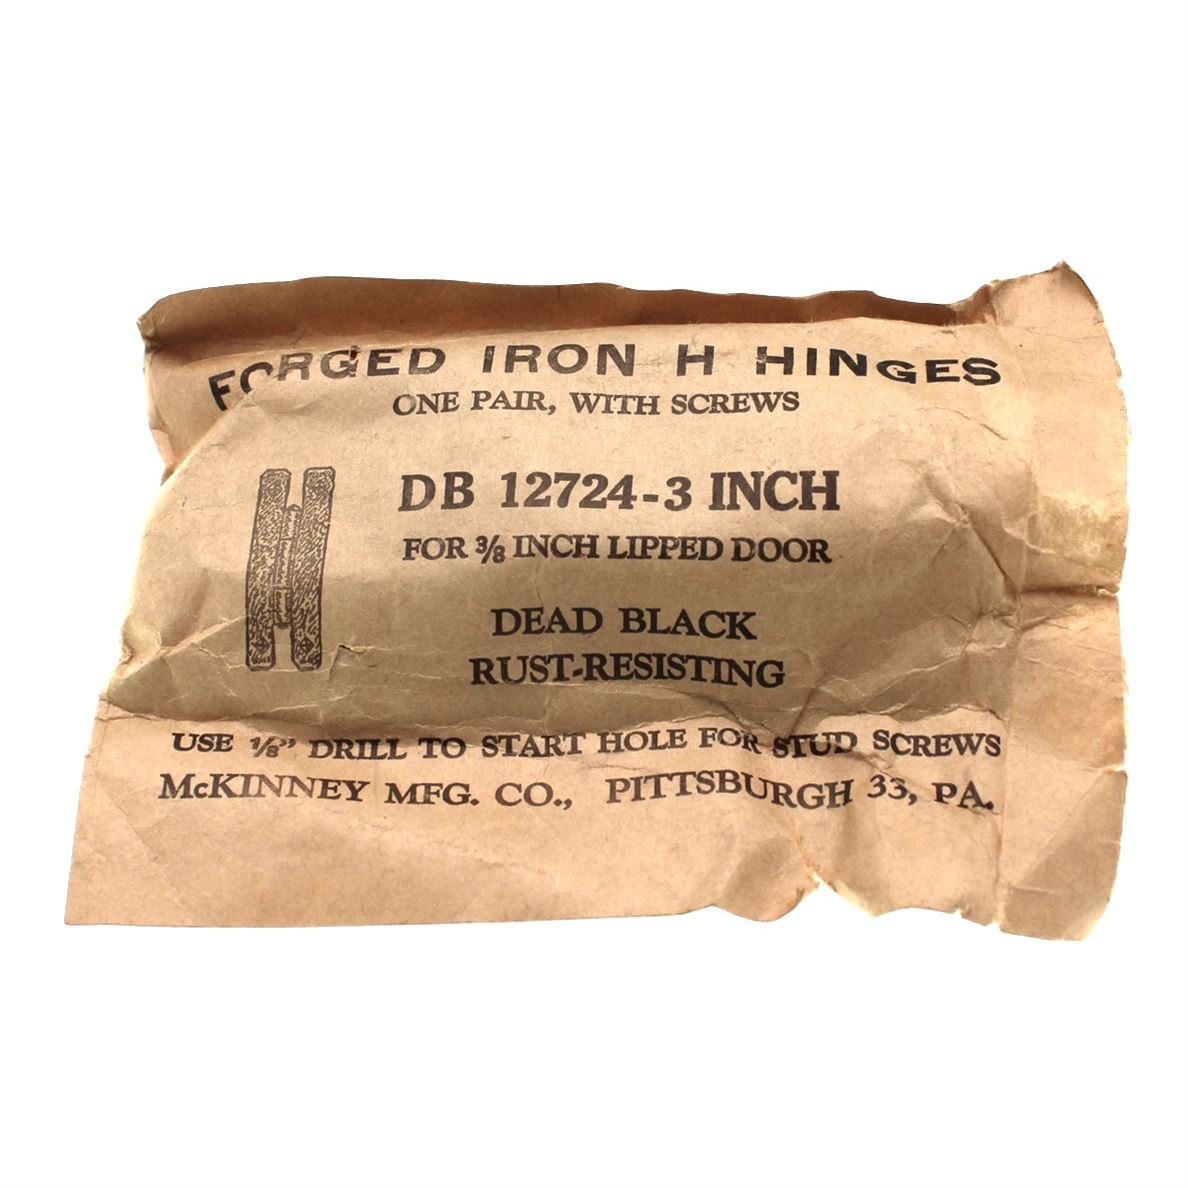 FORGED IRON H HINGES
ONE PAIR, WITH SCREWS
DB 12724-3 INCH
FOR 3/8 INCH LIPPED DOOR
DEAD BLACK
RUST-RESISTING
USE 1/8" DRILL TO START HOLE FOR STUD SCREWS
McKINNEY MFG. CO., PITTSBURGH 33, PA.